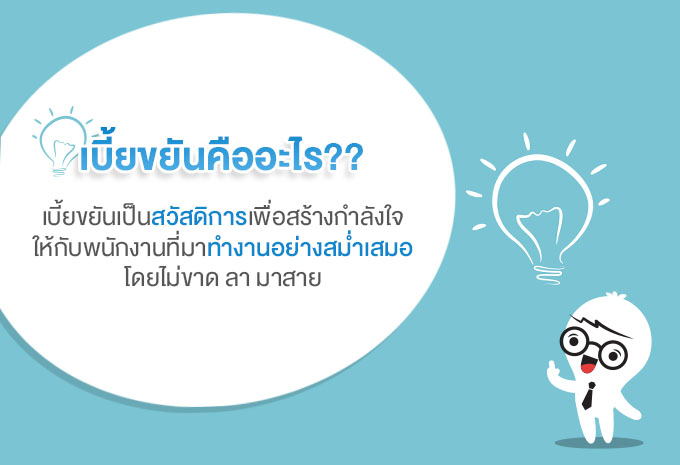 เบี้ยขยันคืออะไร??
เบี้ยขยันเป็นสวัสดิการเพื่อสร้างกำลังใจ
ให้กับพนักงานที่มาทำงานอย่างสม่ำเสมอ
โดยไม่ขาด ลา มาสาย